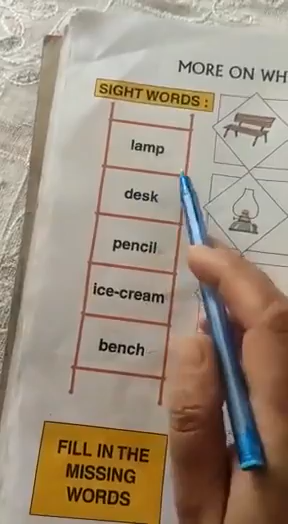 MORE ON WH
SIGHT WORDS :
lamp
desk
pencil
ice-cream
bench
FILL IN THE
MISSING
WORDS